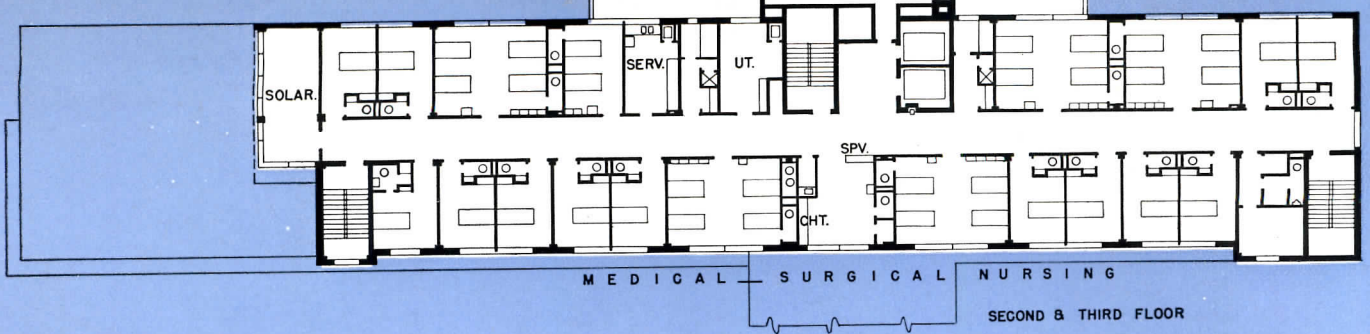 SERV.
UT.
SOLAR.
SPV.
CHT.
MEDICAL — SURGICAL NURSING
SECOND & THIRD FLOOR